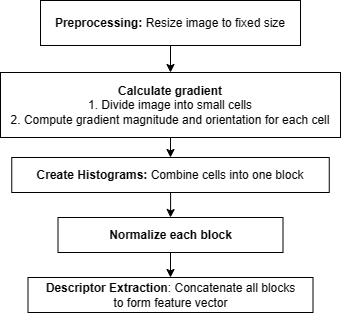 Preprocessing: Resize image to fixed size
Calculate gradient
1. Divide image into small cells
2. Compute gradient magnitude and orientation for each cell
Create Histograms: Combine cells into one block
Normalize each block
Descriptor Extraction: Concatenate all blocks
to form feature vector